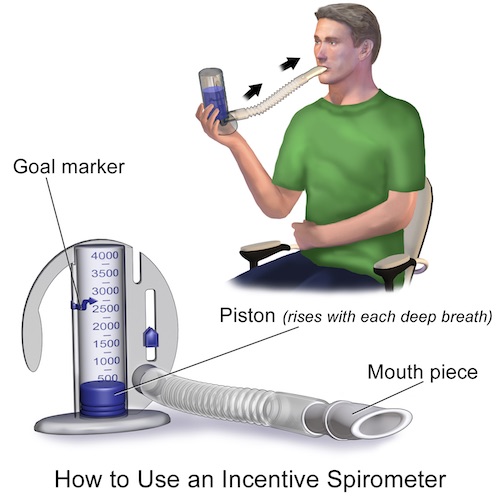 Goal marker
4000
3500
3000
2500
2000
1500
1000
500
Piston (rises with each deep breath)
Mouth piece
How to Use an Incentive Spirometer